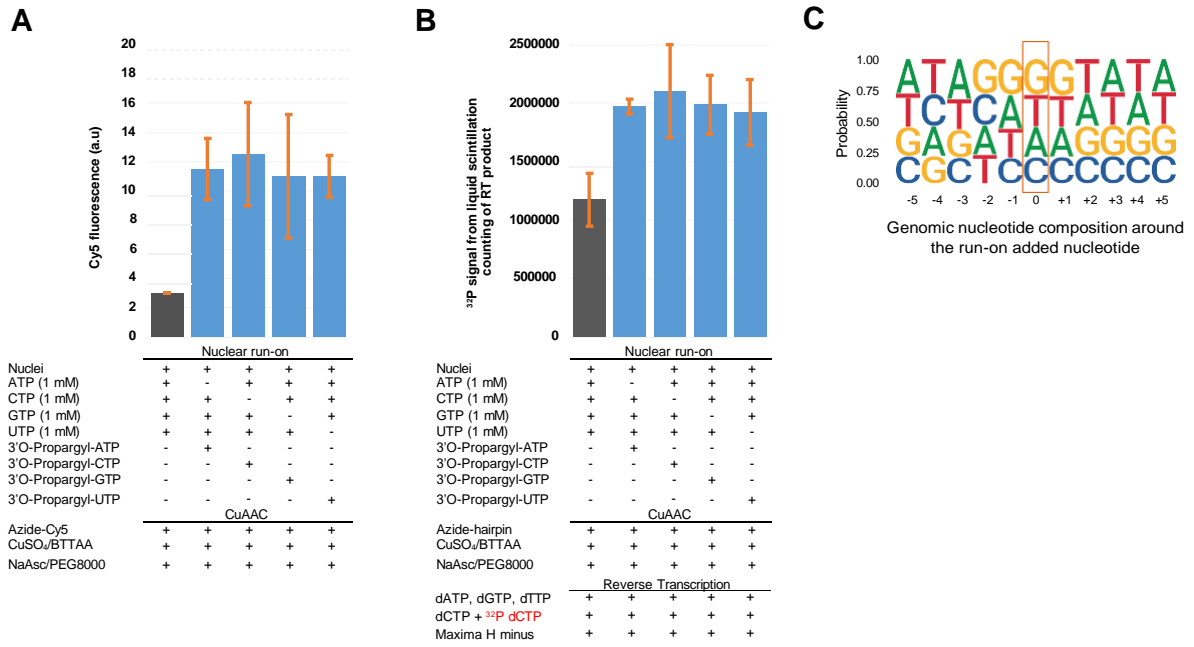 A
20
18
16
14
12
10
8
6
4
2
0
Cy5 fluorescence (a.u)
Nuclear run-on
Nuclei + + + + +
ATP (1 mM) + - + + +
CTP (1 mM) + + - + +
GTP (1 mM) + + + - +
UTP (1 mM) + + + + -
3'O-Propargyl-ATP - + - - -
3'O-Propargyl-CTP - - + - -
3'O-Propargyl-GTP - - - + -
3'O-Propargyl-UTP - - - - +
CuAAC
Azide-Cy5 + + + + +
CuSO₄/BTTAA + + + + +
NaAsc/PEG8000 + + + + +
B
2500000
2000000
1500000
1000000
500000
0
³²P signal from liquid scintillation
counting of RT product
Nuclear run-on
Nuclei + + + + +
ATP (1 mM) + - + + +
CTP (1 mM) + + - + +
GTP (1 mM) + + + - +
UTP (1 mM) + + + + -
3'O-Propargyl-ATP - + - - -
3'O-Propargyl-CTP - - + - -
3'O-Propargyl-GTP - - - + -
3'O-Propargyl-UTP - - - - +
CuAAC
Azide-hairpin + + + + +
CuSO₄/BTTAA + + + + +
NaAsc/PEG8000 + + + + +
Reverse Transcription
dATP, dGTP, dTTP + + + + +
dCTP + ³²P dCTP + + + + +
Maxima H minus + + + + +
C
Probability
1.00
0.75
0.50
0.25
0.00
ATAGGGGTATA
TCTCATTATAT
GAGATAAGGGG
CGCTCCCCCCC
-5 -4 -3 -2 -1 0 +1 +2 +3 +4 +5
Genomic nucleotide composition around
the run-on added nucleotide